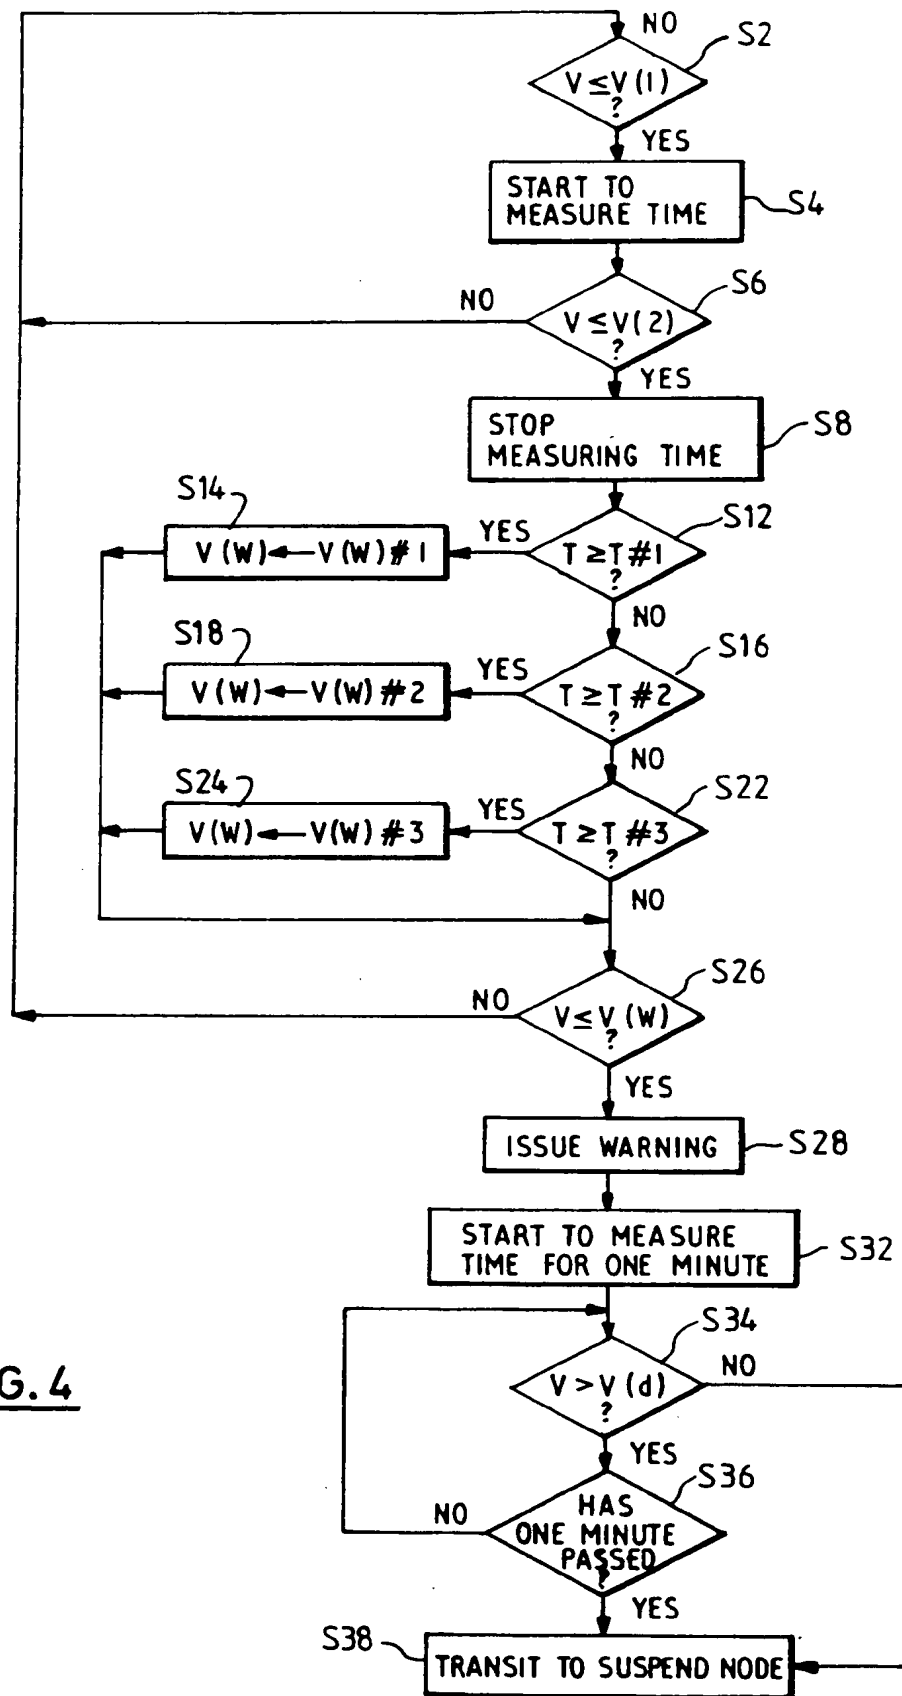 NO
S2
V≤V(1)
?
YES
START TO
MEASURE TIME
S4
S6
NO
V≤V(2)
?
YES
STOP
MEASURING TIME
S8
S14
S12
V(W)←V(W)#1
YES
T≥T#1
?
NO
S18
S16
V(W)←V(W)#2
YES
T≥T#2
?
NO
S24
S22
V(W)←V(W)#3
YES
T≥T#3
?
NO
S26
NO
V≤V(W)
?
YES
ISSUE WARNING
S28
START TO MEASURE
TIME FOR ONE MINUTE
S32
S34
G.4
V>V(d)
?
NO
YES
S36
NO
HAS
ONE MINUTE
PASSED
?
YES
S38
TRANSIT TO SUSPEND NODE